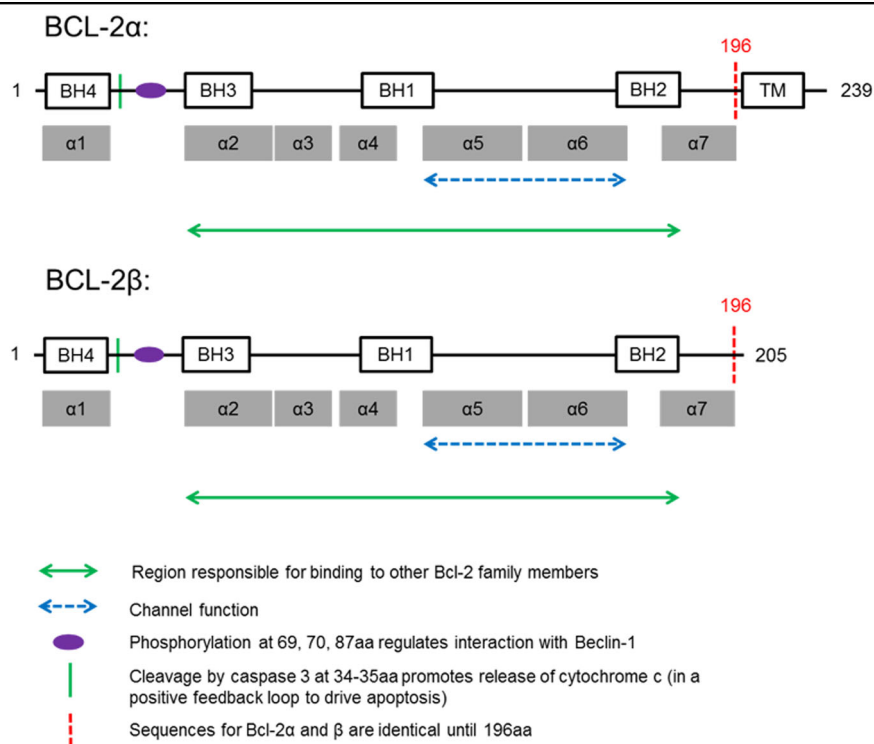 BCL-2α:
196
1 BH4 BH3 BH1 BH2 TM 239
α1 α2 α3 α4 α5 α6 α7
BCL-2β:
196
1 BH4 BH3 BH1 BH2 205
α1 α2 α3 α4 α5 α6 α7
Region responsible for binding to other Bcl-2 family members
Channel function
Phosphorylation at 69, 70, 87aa regulates interaction with Beclin-1
Cleavage by caspase 3 at 34-35aa promotes release of cytochrome c (in a
positive feedback loop to drive apoptosis)
Sequences for Bcl-2α and β are identical until 196aa